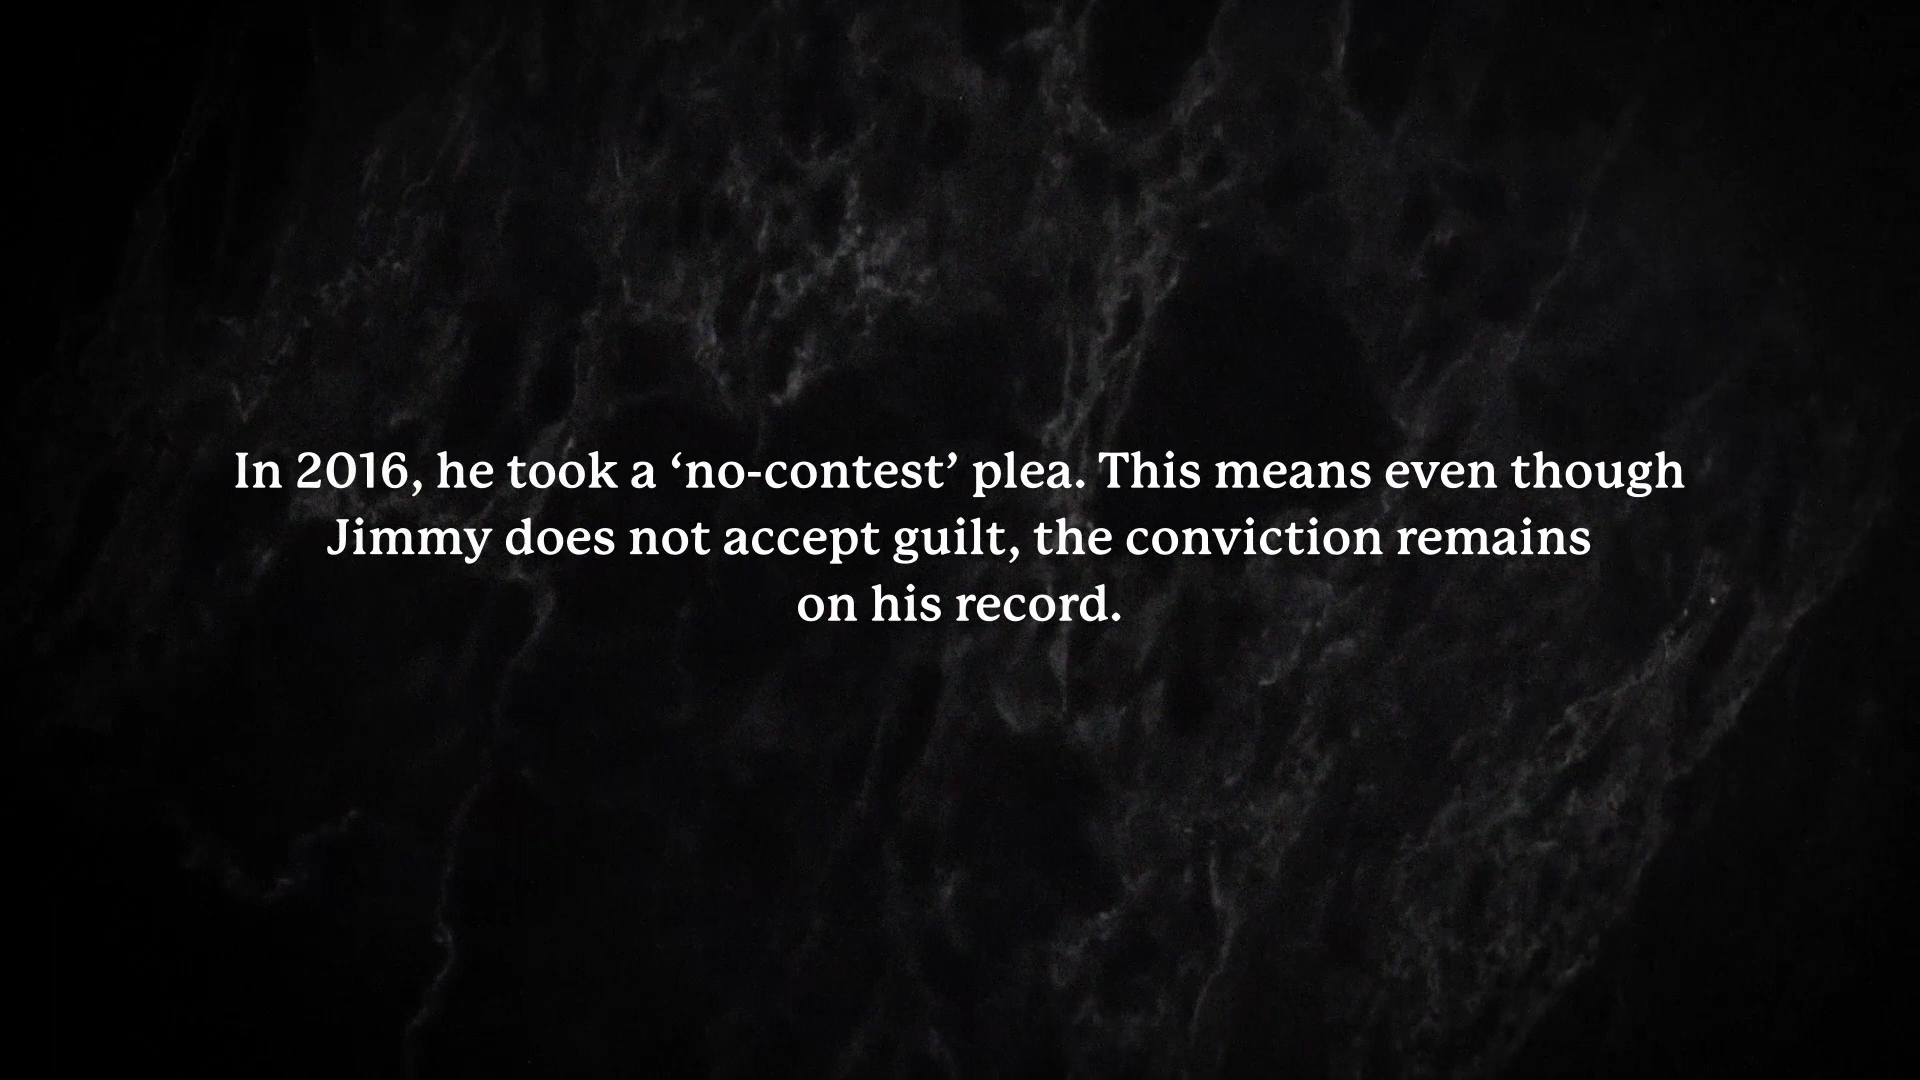 In 2016, he took a ‘no-contest’ plea. This means even though
Jimmy does not accept guilt, the conviction remains
on his record.